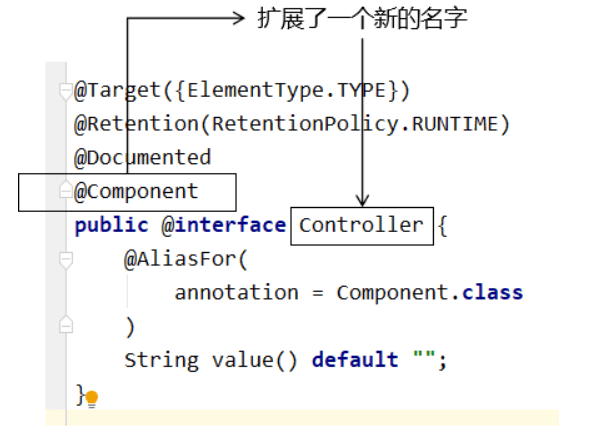 扩展了一个新的名字
@Target({ElementType.TYPE})
@Retention(RetentionPolicy.RUNTIME)
@Documented
@Component
public @interface Controller {
@AliasFor(
annotation = Component.class
)
String value() default "";
}